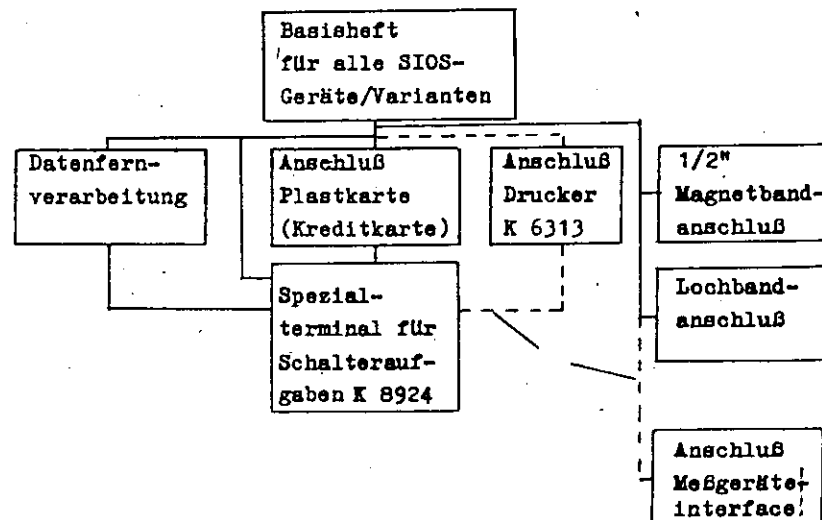 Basisheft
für alle SIOS-
Geräte/Varianten
Datenfern-
verarbeitung
Anschluß
Plastkarte
(Kreditkarte)
Anschluß
Drucker
K 6313
1/2"
Magnetband-
anschluß
Spezial-
terminal für
Schalterauf-
gaben K 8924
Lochband-
anschluß
Anschluß
Meßgeräte-
interface